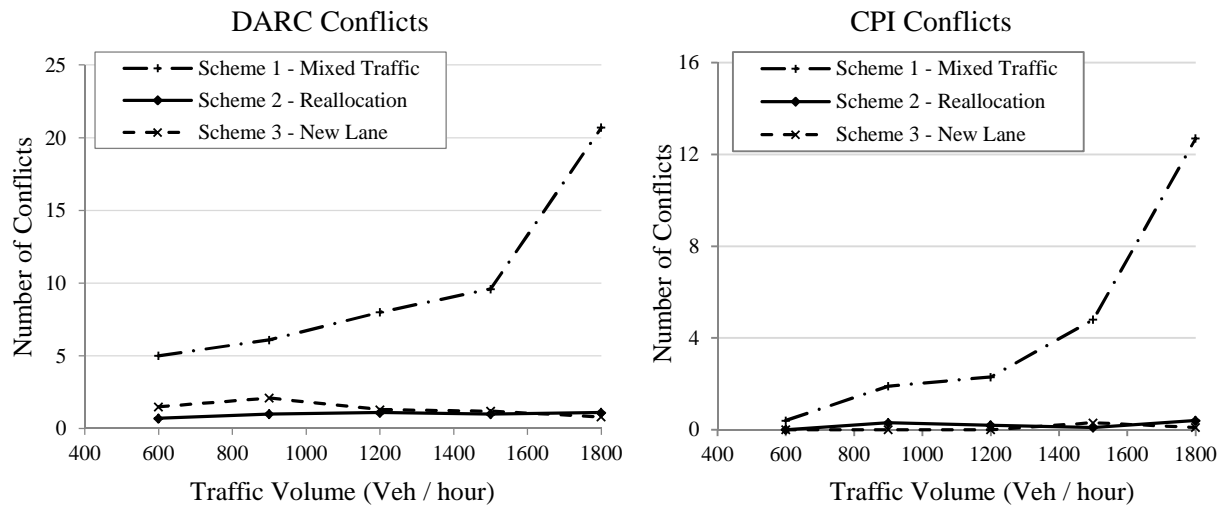 DARC Conflicts
Scheme 1 - Mixed Traffic
Scheme 2 - Reallocation
Scheme 3 - New Lane
25
20
15
10
5
0
400 600 800 1000 1200 1400 1600 1800
Number of Conflicts
Traffic Volume (Veh / hour)
CPI Conflicts
Scheme 1 - Mixed Traffic
Scheme 2 - Reallocation
Scheme 3 - New Lane
16
12
8
4
0
400 600 800 1000 1200 1400 1600 1800
Number of Conflicts
Traffic Volume (Veh / hour)